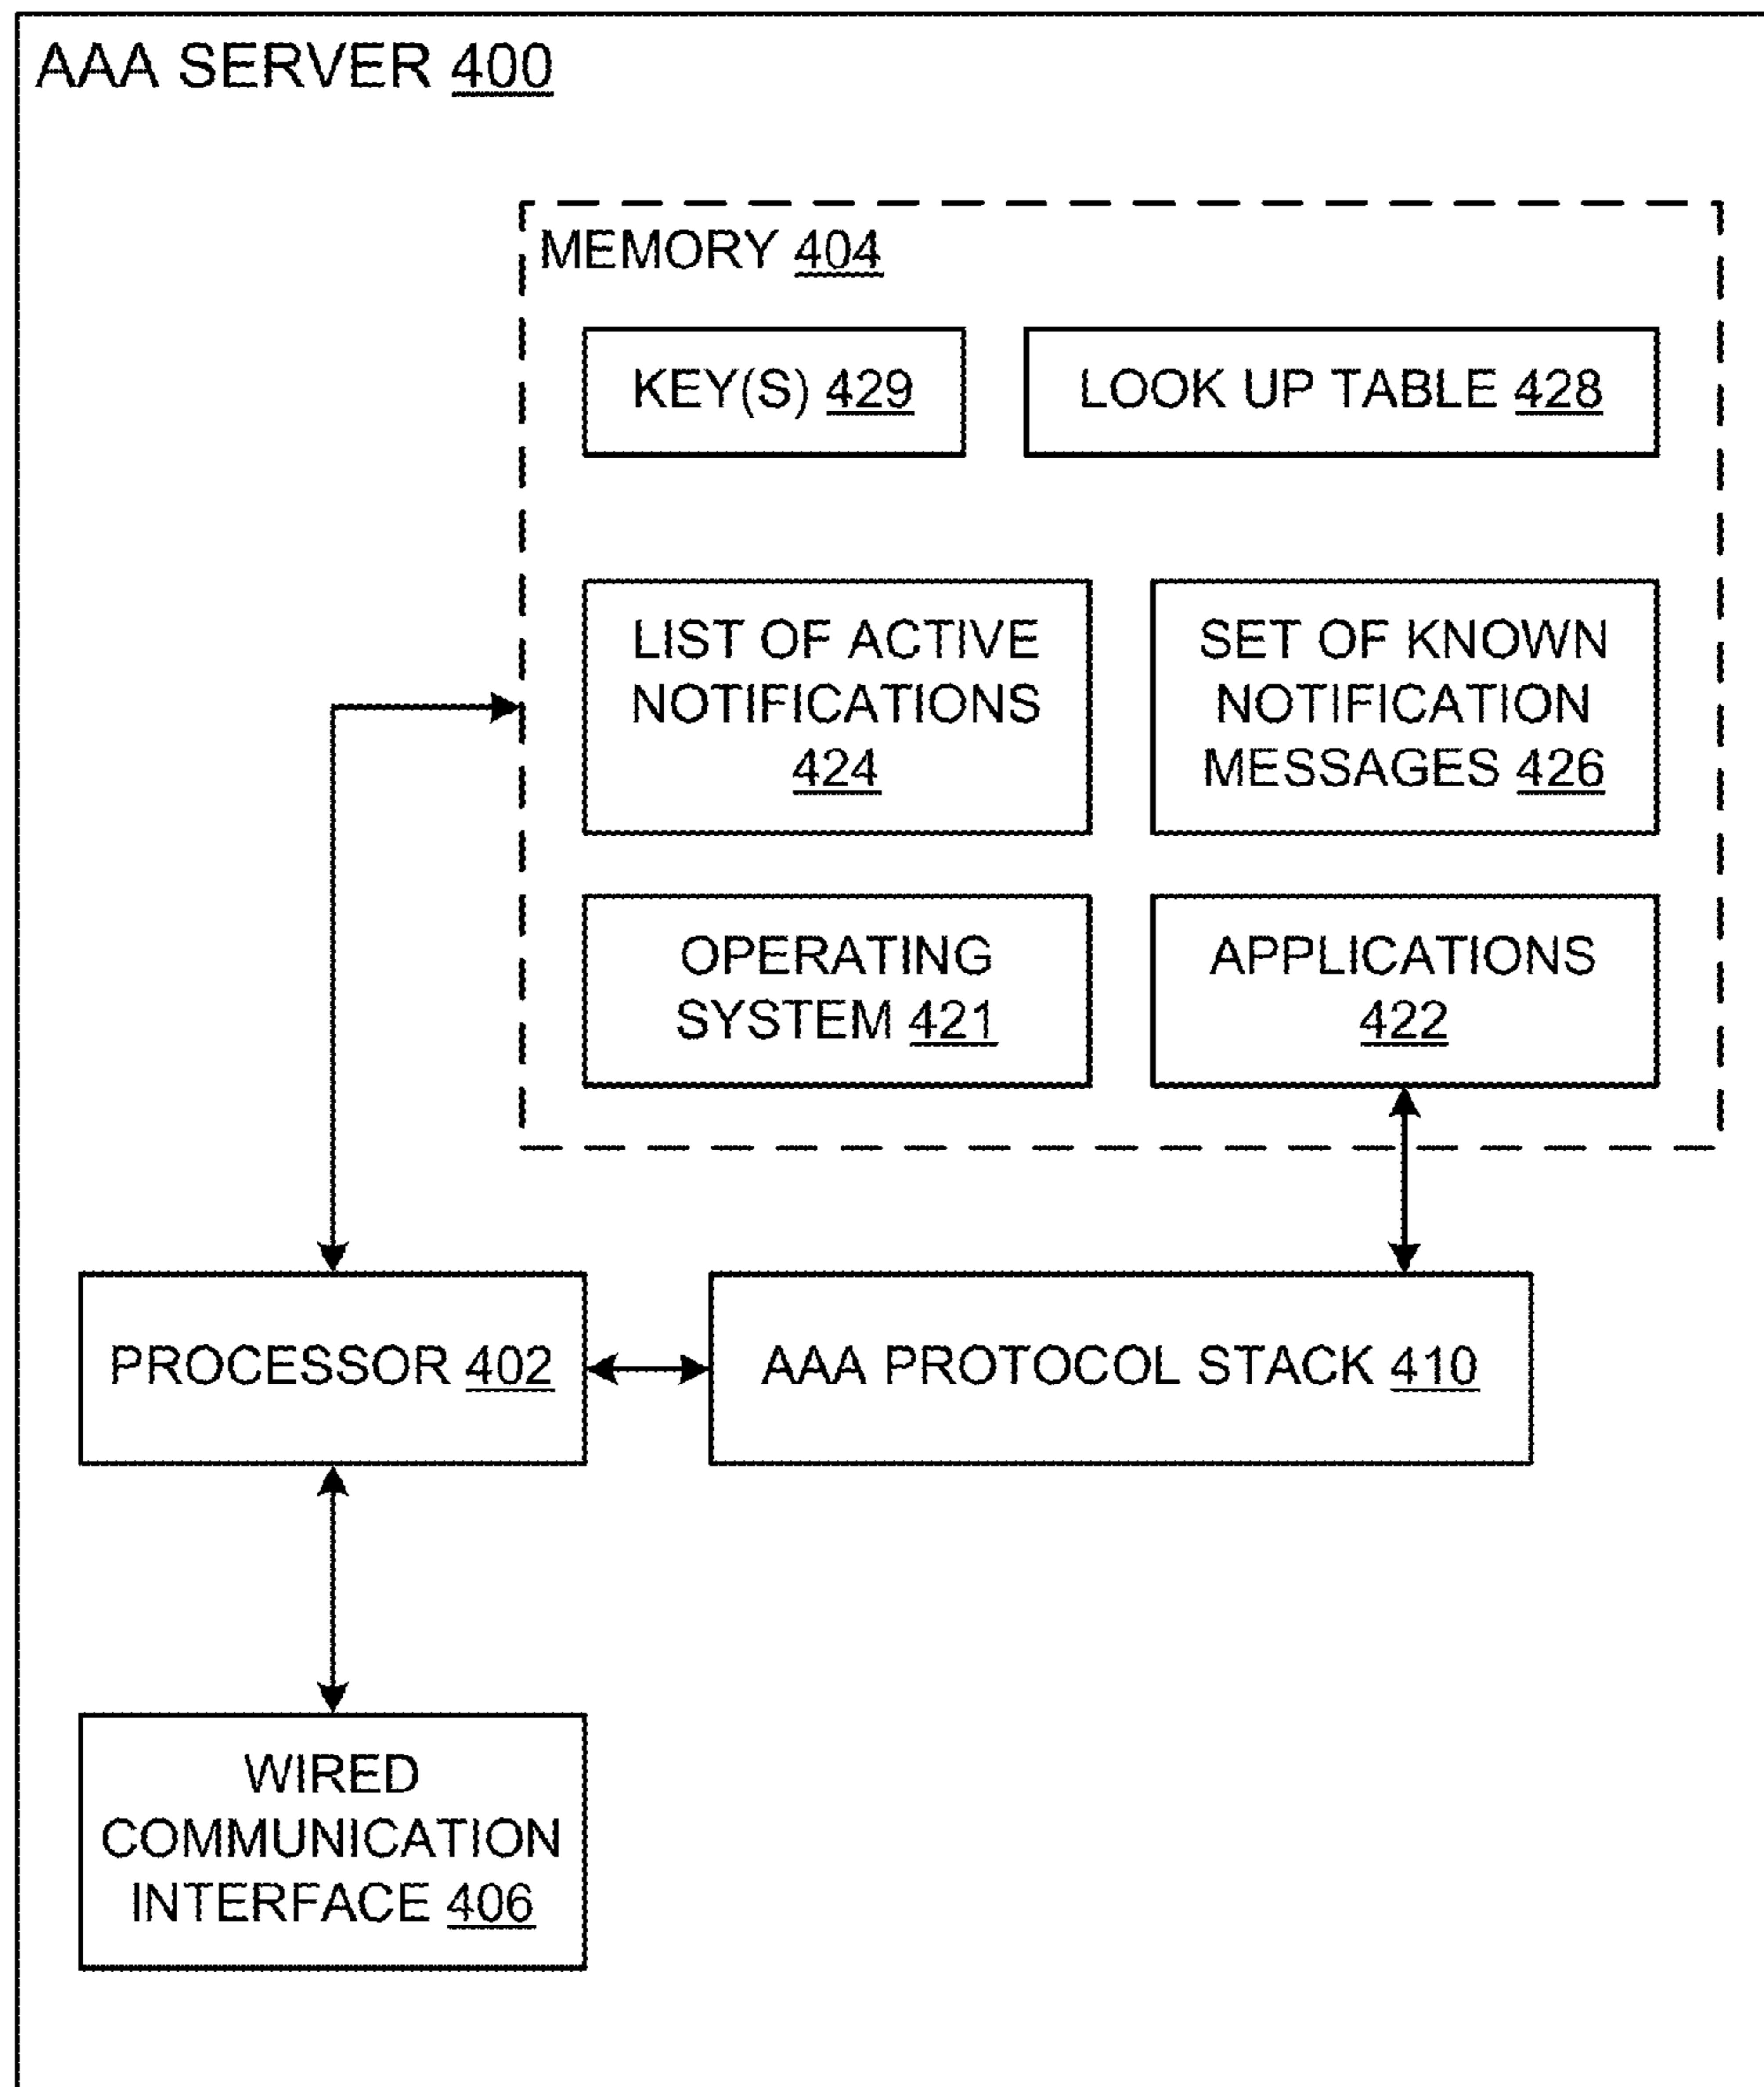 AAA SERVER 400
MEMORY 404
KEY(S) 429
LOOK UP TABLE 428
LIST OF ACTIVE
NOTIFICATIONS
424
SET OF KNOWN
NOTIFICATION
MESSAGES 426
OPERATING
SYSTEM 421
APPLICATIONS
422
PROCESSOR 402
AAA PROTOCOL STACK 410
WIRED
COMMUNICATION
INTERFACE 406